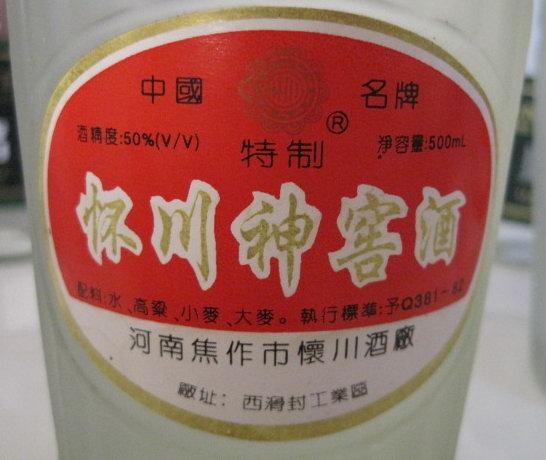 中國 名牌
酒精度:50%(V/V) 特制® 淨容量:500mL
怀川神窖酒
配料:水、高粱、小麥、大麥。執行標準:予Q381-82
河南焦作市懷川酒廠
廠址:西滑封工業區